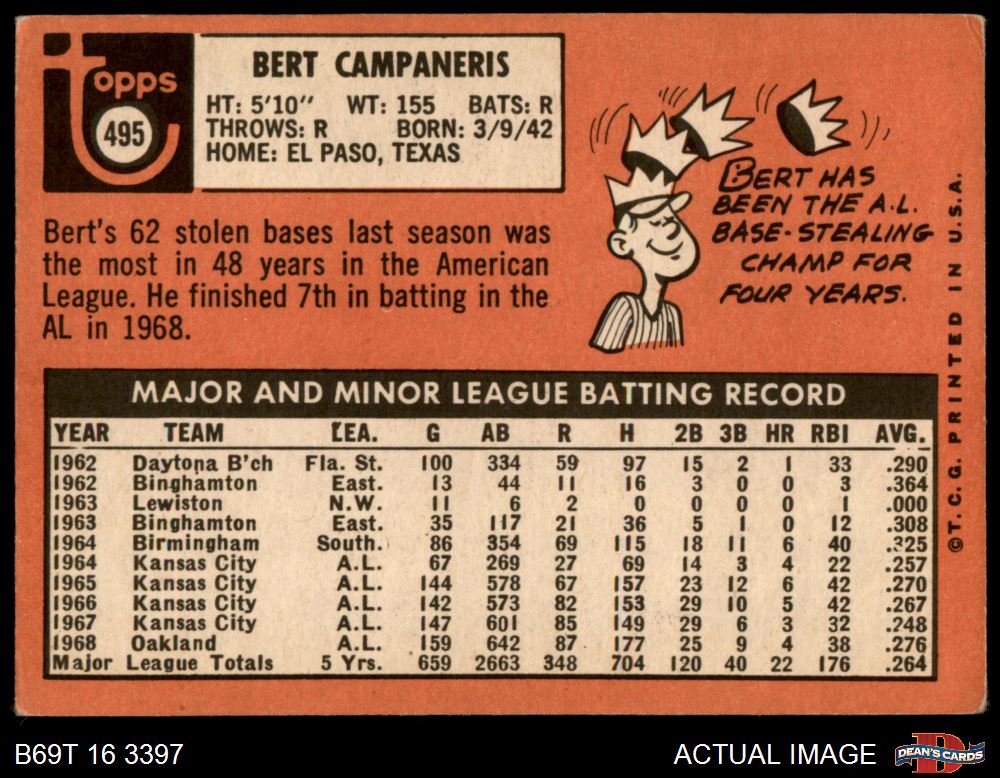 topps
495
BERT CAMPANERIS
HT: 5'10" WT: 155 BATS: R
THROWS: R BORN: 3/9/42
HOME: EL PASO, TEXAS
Bert's 62 stolen bases last season was
the most in 48 years in the American
League. He finished 7th in batting in the
AL in 1968.
BERT HAS
BEEN THE A.L.
BASE-STEALING
CHAMP FOR
FOUR YEARS.
MAJOR AND MINOR LEAGUE BATTING RECORD
YEAR TEAM LEA. G AB R H 2B 3B HR RBI AVG.
1962 Daytona B'ch Fla. St. 100 334 59 97 15 2 1 33 .290
1962 Binghamton East. 13 44 11 16 3 0 0 3 .364
1963 Lewiston N.W. 11 6 2 0 0 0 0 1 .000
1963 Binghamton East. 35 117 21 36 5 1 0 12 .308
1964 Birmingham South. 86 354 69 115 18 11 6 40 .325
1964 Kansas City A.L. 67 269 27 69 14 3 4 22 .257
1965 Kansas City A.L. 144 578 67 157 23 12 6 42 .270
1966 Kansas City A.L. 142 573 82 153 29 10 5 42 .267
1967 Kansas City A.L. 147 601 85 149 29 6 3 32 .248
1968 Oakland A.L. 159 642 87 177 25 9 4 38 .276
Major League Totals 5 Yrs. 659 2663 348 704 120 40 22 176 .264
©T.C.G. PRINTED IN U.S.A.
B69T 16 3397
ACTUAL IMAGE
D
DEAN'S CARDS